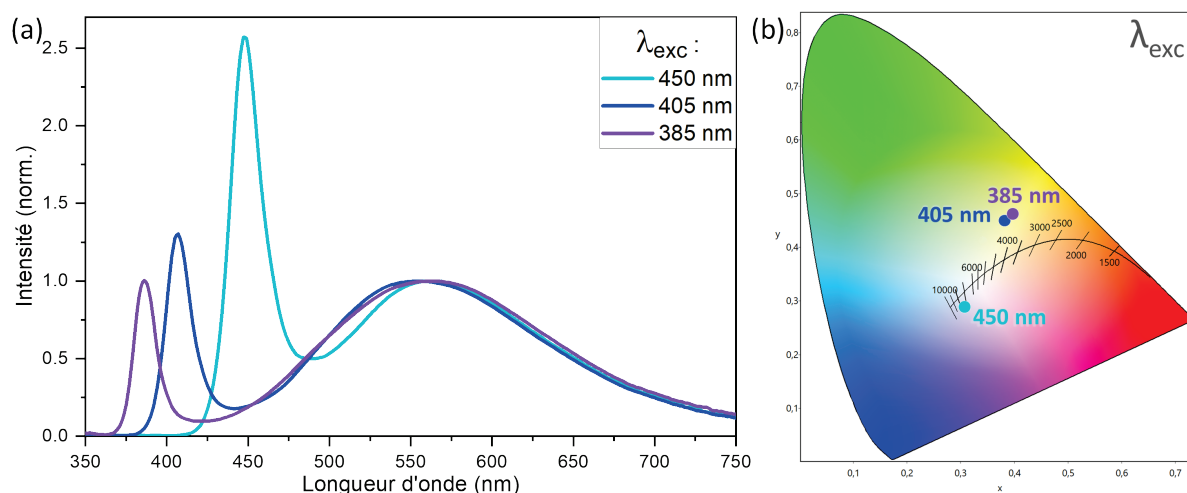 (a)
λexc :
450 nm
405 nm
385 nm
Intensité (norm.)
2.5
2.0
1.5
1.0
0.5
0.0
350 400 450 500 550 600 650 700 750
Longueur d'onde (nm)
(b)
λexc
0,8
0,7
0,6
0,5
0,4
0,3
0,2
0,1
y
385 nm
405 nm
450 nm
10000
6000
4000
3000
2500
2000
1500
0,1 0,2 0,3 0,4 0,5 0,6 0,7
x